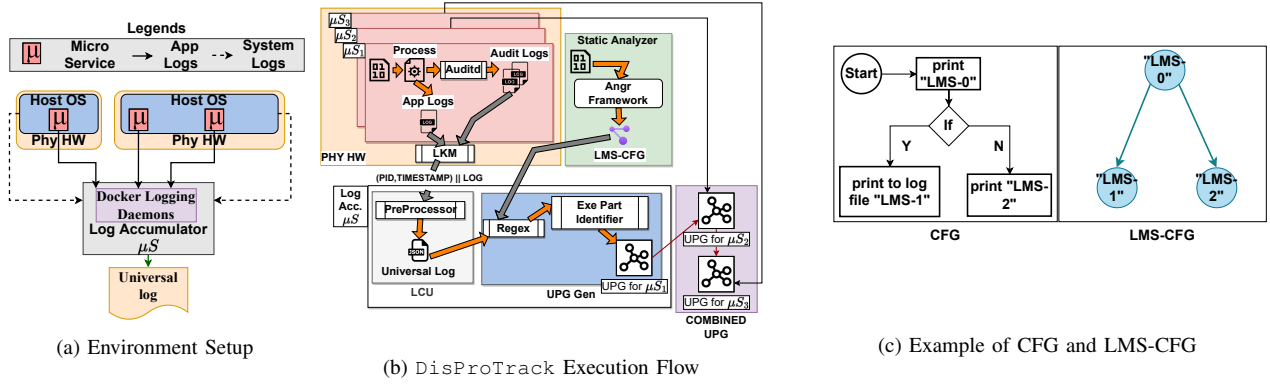 Legends
μ
Micro
Service
App
Logs
System
Logs
Host OS
μ
Phy HW
Host OS
μ
μ
Phy HW
Docker Logging
Daemons
Log Accumulator
μS
Universal
log
(a) Environment Setup
μS3
μS2
μS1
Process
Auditd
Audit Logs
App Logs
LOG
LOG
LOG
PHY HW
LKM
(PID,TIMESTAMP) || LOG
Static Analyzer
Angr
Framework
LMS-CFG
Log
Acc.
μS
PreProcessor
JSON
Universal Log
LCU
Regex
Exe Part
Identifier
UPG for μS1
UPG Gen
UPG for μS2
UPG for μS3
COMBINED
UPG
(b) DisProTrack Execution Flow
Start
print
"LMS-0"
If
Y
N
print to log
file "LMS-1"
print "LMS-
2"
CFG
"LMS-
0"
"LMS-
1"
"LMS-
2"
LMS-CFG
(c) Example of CFG and LMS-CFG